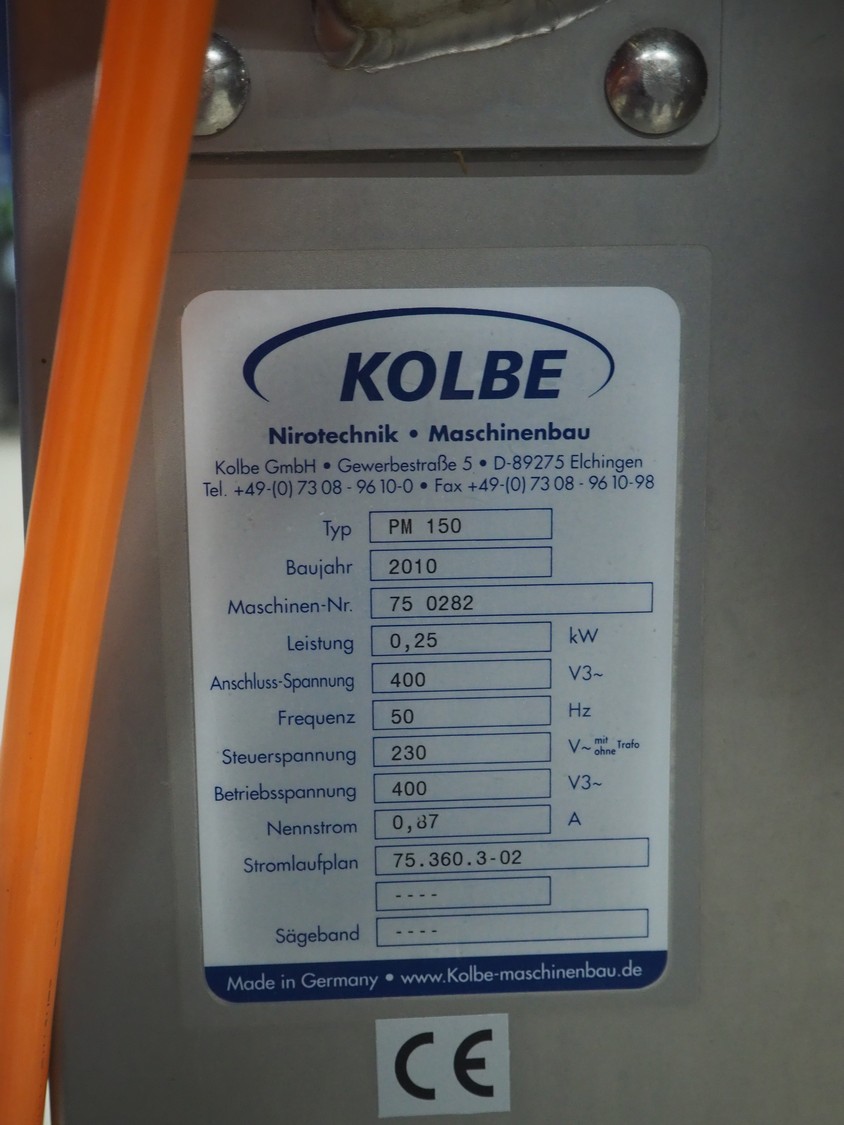 KOLBE
Nirotechnik • Maschinenbau
Kolbe GmbH • Gewerbestraße 5 • D-89275 Elchingen
Tel. +49-(0) 73 08 - 96 10-0 • Fax +49-(0) 73 08 - 96 10-98
Typ PM 150
Baujahr 2010
Maschinen-Nr. 75 0282
Leistung 0,25 kW
Anschluss-Spannung 400 V3~
Frequenz 50 Hz
Steuerspannung 230 V~ mit ohne Trafo
Betriebsspannung 400 V3~
Nennstrom 0,87 A
Stromlaufplan 75.360.3-02
----
Sägeband ----
Made in Germany • www.Kolbe-maschinenbau.de
CE